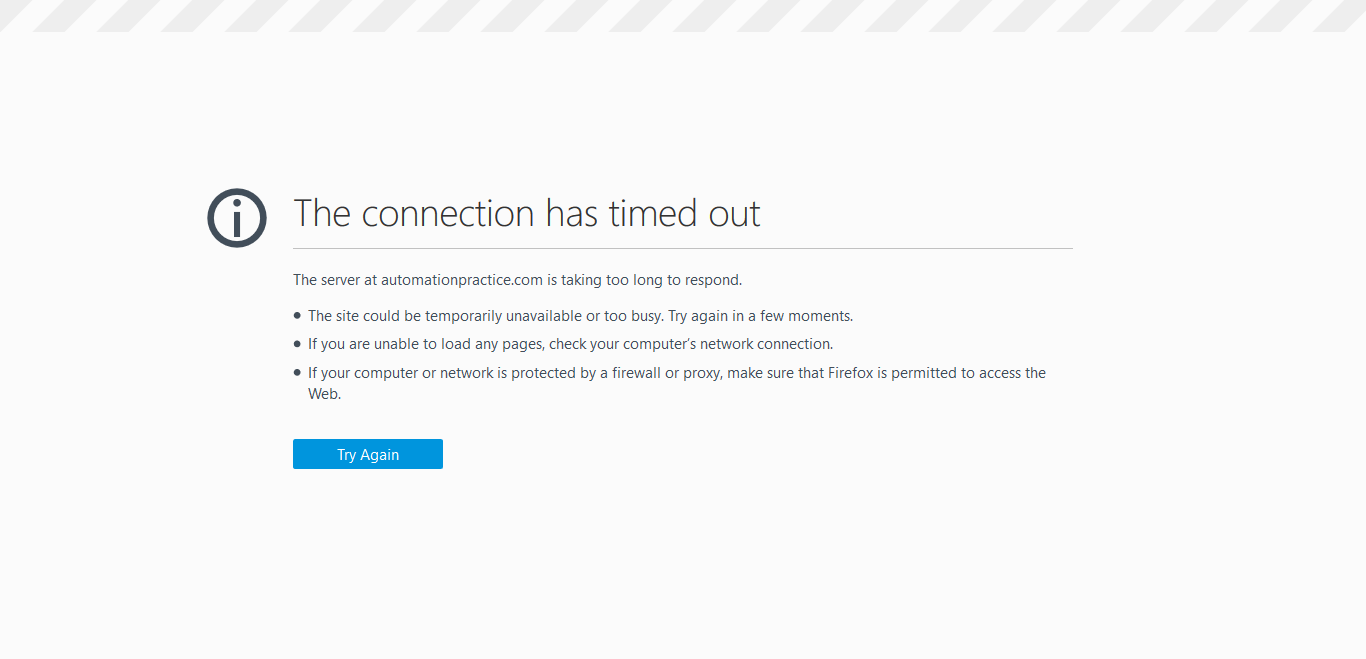 The connection has timed out
The server at automationpractice.com is taking too long to respond.
The site could be temporarily unavailable or too busy. Try again in a few moments.
If you are unable to load any pages, check your computer’s network connection.
If your computer or network is protected by a firewall or proxy, make sure that Firefox is permitted to access the
Web.
Try Again